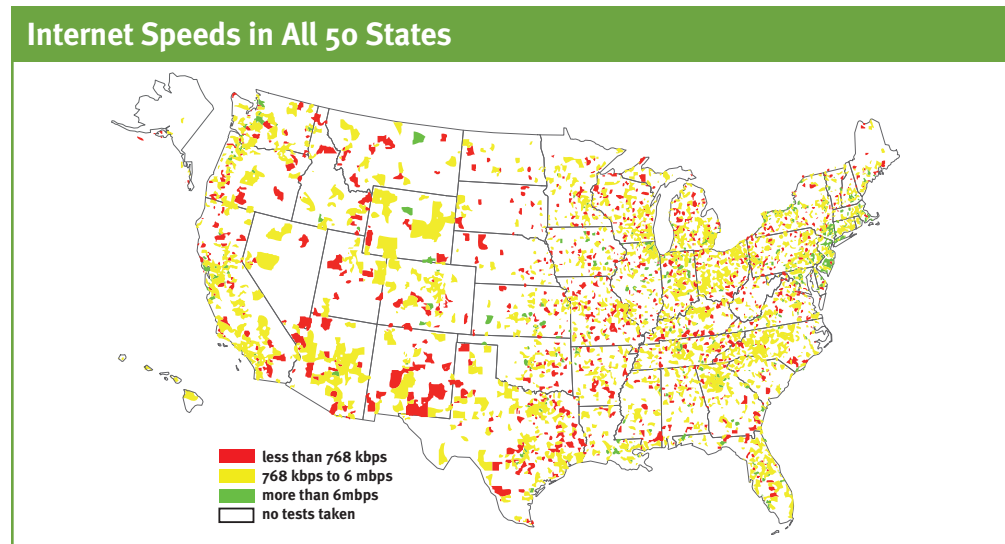 Internet Speeds in All 50 States
less than 768 kbps
768 kbps to 6 mbps
more than 6mbps
no tests taken